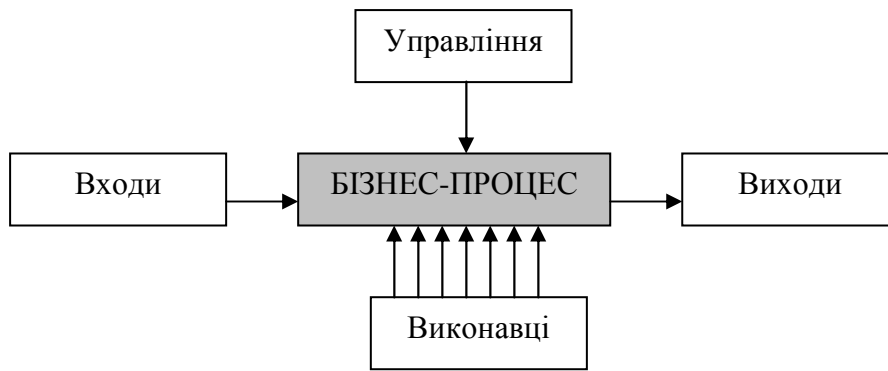 Управління
Входи
БІЗНЕС-ПРОЦЕС
Виходи
Виконавці